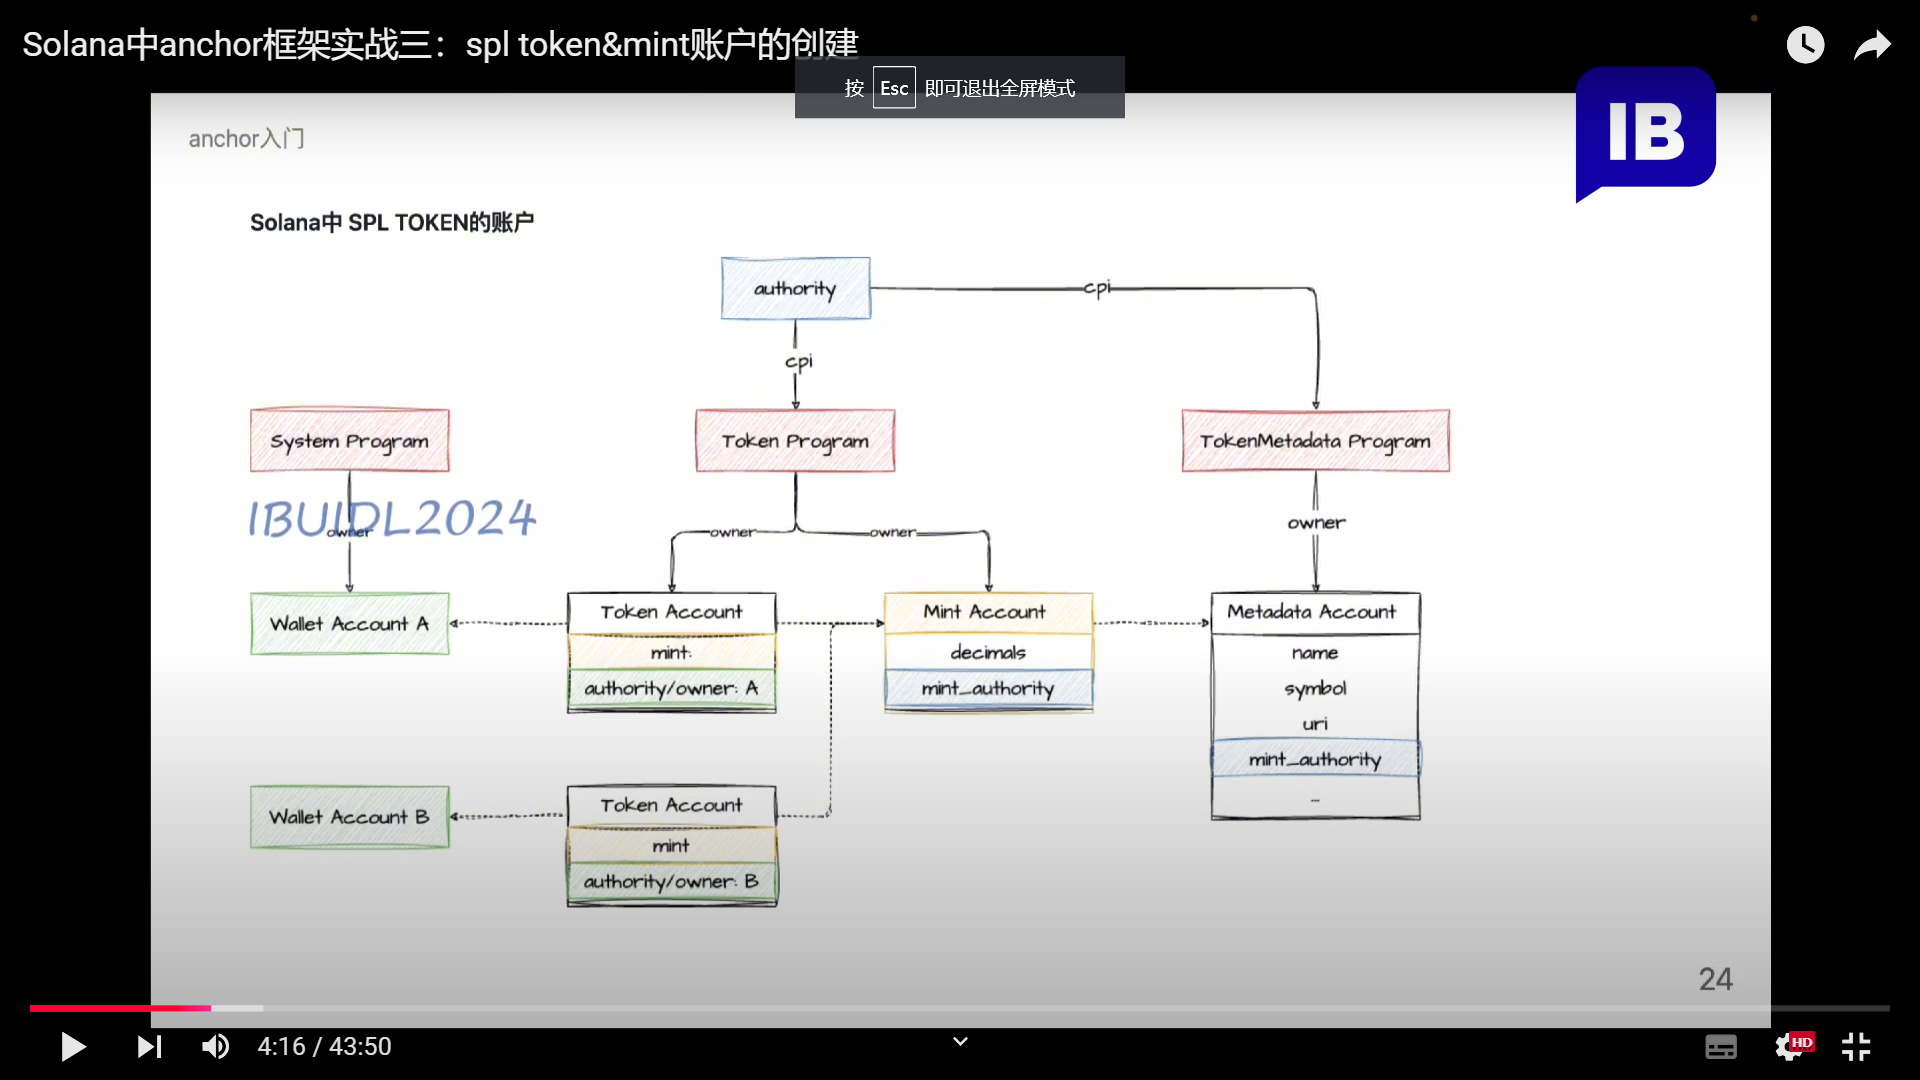 Solana中anchor框架实战三：spl token&mint账户的创建
按 Esc 即可退出全屏模式
IB
anchor入门
Solana中 SPL TOKEN的账户
authority
cpi
cpi
System Program
Token Program
TokenMetadata Program
IBUIDL2024
owner
owner
owner
owner
Wallet Account A
Token Account
mint:
authority/owner: A
Mint Account
decimals
mint_authority
Metadata Account
name
symbol
uri
mint_authority
...
Wallet Account B
Token Account
mint
authority/owner: B
24
4:16 / 43:50
HD